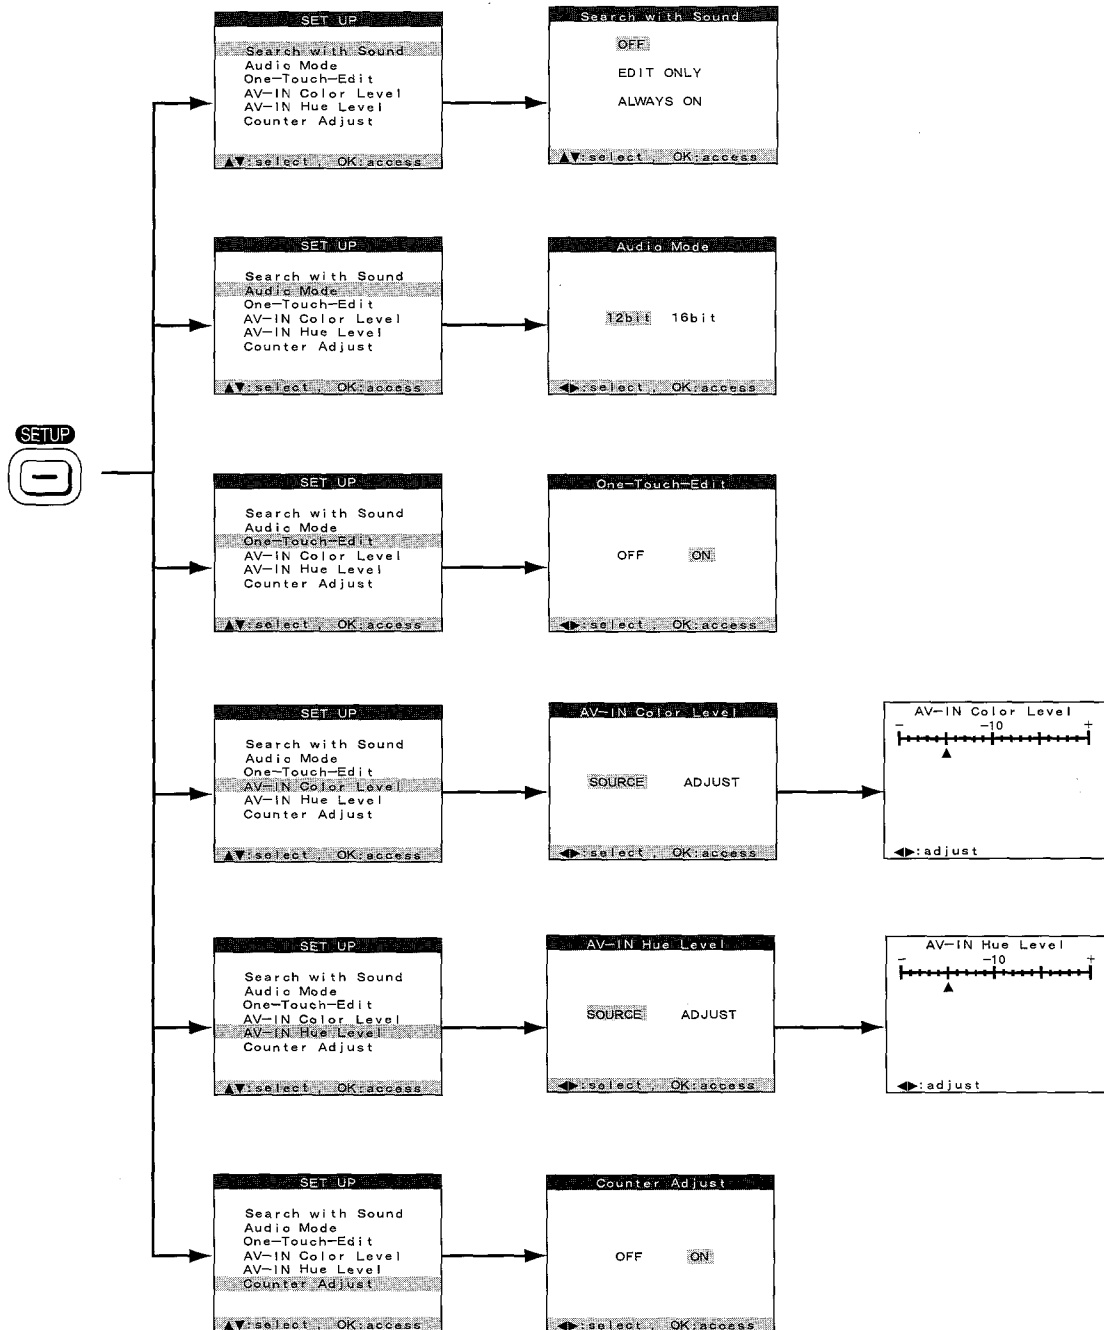 SETUP
SET UP
Search with Sound
Audio Mode
One-Touch-Edit
AV-IN Color Level
AV-IN Hue Level
Counter Adjust
▲▼:select , OK:access
Search with Sound
OFF
EDIT ONLY
ALWAYS ON
▲▼:select , OK:access
SET UP
Search with Sound
Audio Mode
One-Touch-Edit
AV-IN Color Level
AV-IN Hue Level
Counter Adjust
▲▼:select , OK:access
Audio Mode
12bit 16bit
◀▶:select , OK:access
SET UP
Search with Sound
Audio Mode
One-Touch-Edit
AV-IN Color Level
AV-IN Hue Level
Counter Adjust
▲▼:select , OK:access
One-Touch-Edit
OFF ON
◀▶:select , OK:access
SET UP
Search with Sound
Audio Mode
One-Touch-Edit
AV-IN Color Level
AV-IN Hue Level
Counter Adjust
▲▼:select , OK:access
AV-IN Color Level
SOURCE ADJUST
◀▶:select , OK:access
AV-IN Color Level
- -10 +
◀▶:adjust
SET UP
Search with Sound
Audio Mode
One-Touch-Edit
AV-IN Color Level
AV-IN Hue Level
Counter Adjust
▲▼:select , OK:access
AV-IN Hue Level
SOURCE ADJUST
◀▶:select , OK:access
AV-IN Hue Level
- -10 +
◀▶:adjust
SET UP
Search with Sound
Audio Mode
One-Touch-Edit
AV-IN Color Level
AV-IN Hue Level
Counter Adjust
▲▼:select , OK:access
Counter Adjust
OFF ON
◀▶:select , OK:access